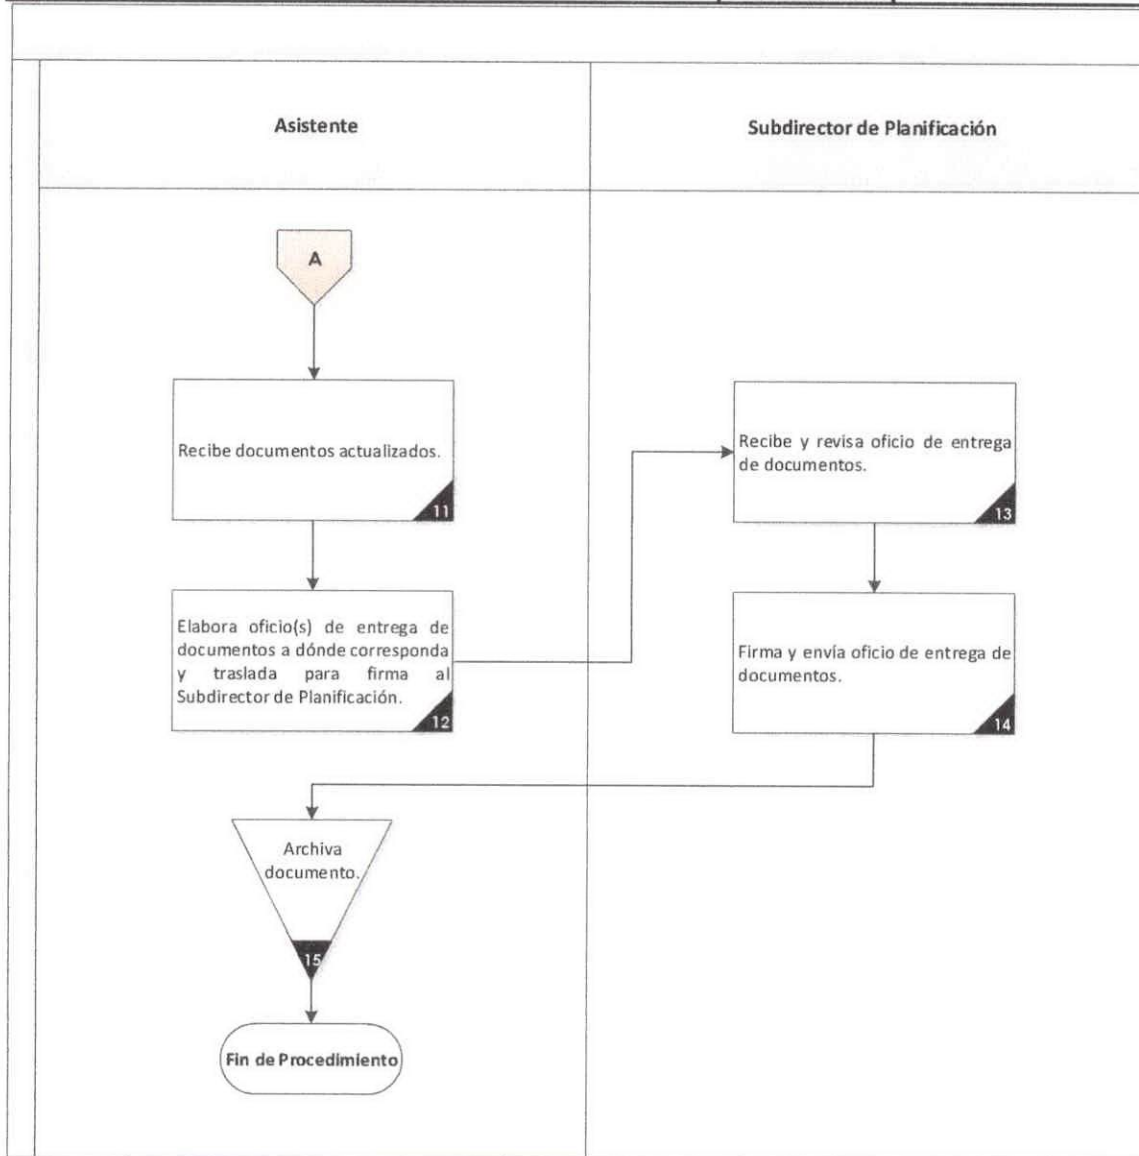 Asistente
Subdirector de Planificación
A
Recibe documentos actualizados.
11
Elabora oficio(s) de entrega de
documentos a dónde corresponda
y traslada para firma al
Subdirector de Planificación.
12
Recibe y revisa oficio de entrega
de documentos.
13
Firma y envía oficio de entrega de
documentos.
14
Archiva
documento.
15
Fin de Procedimiento